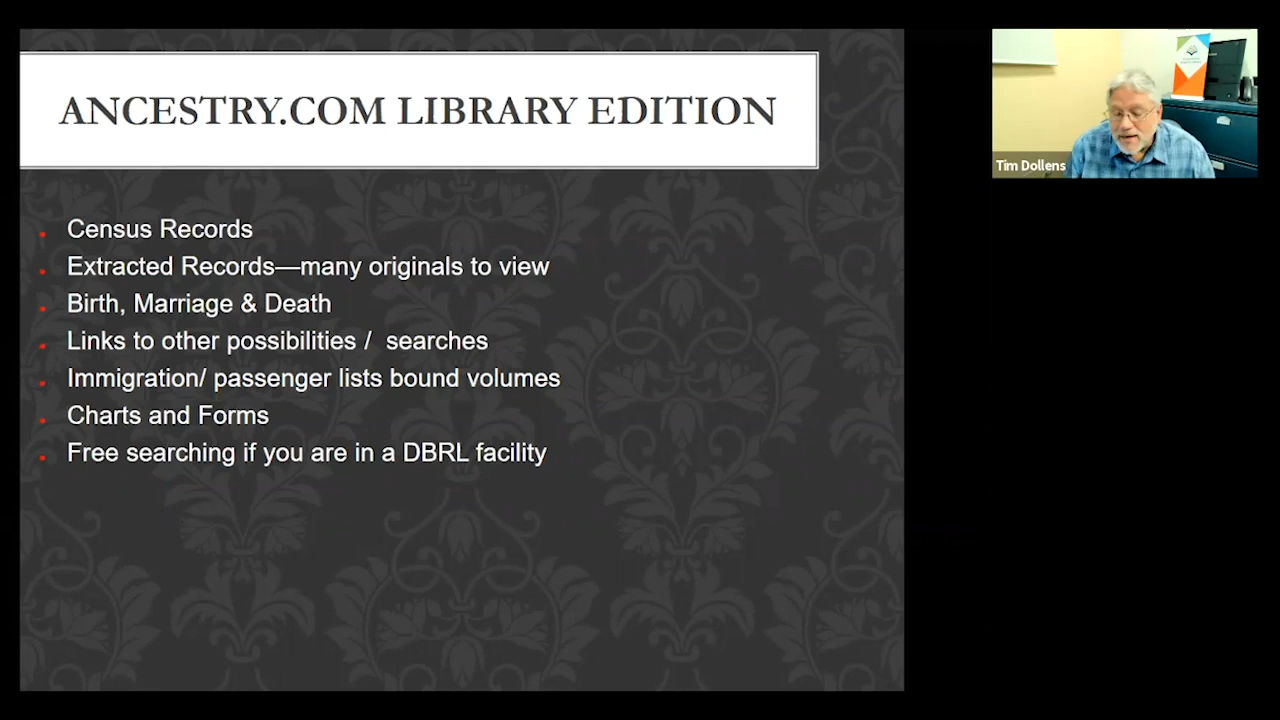 ANCESTRY.COM LIBRARY EDITION
Census Records
Extracted Records—many originals to view
Birth, Marriage & Death
Links to other possibilities / searches
Immigration/ passenger lists bound volumes
Charts and Forms
Free searching if you are in a DBRL facility
Tim Dollens